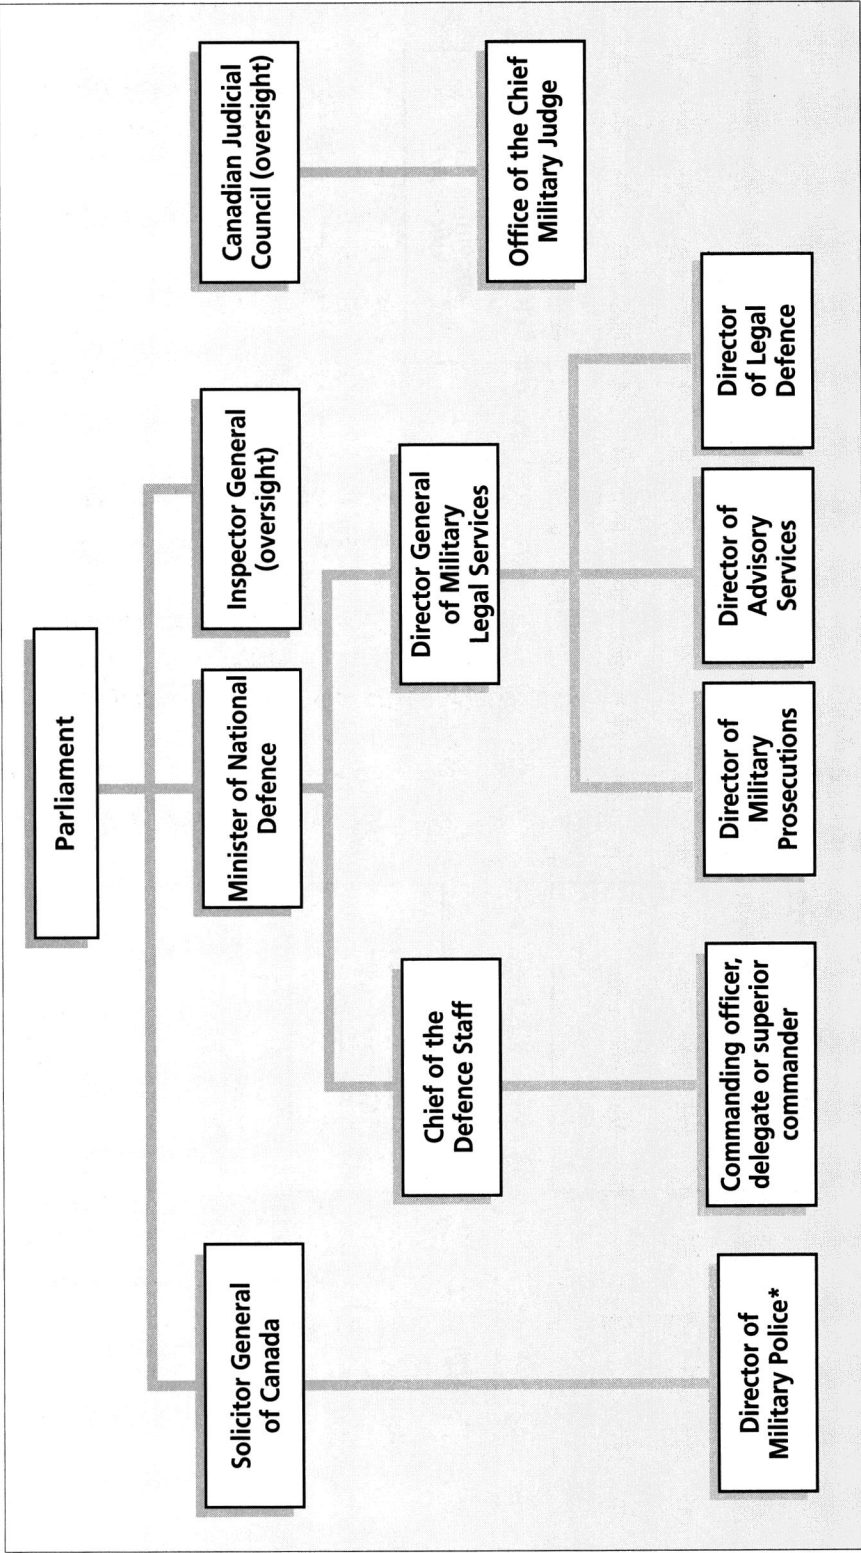 Parliament
Solicitor General
of Canada
Minister of National
Defence
Inspector General
(oversight)
Canadian Judicial
Council (oversight)
Chief of the
Defence Staff
Director General
of Military
Legal Services
Office of the Chief
Military Judge
Director of
Military Police*
Commanding officer,
delegate or superior
commander
Director of
Military
Prosecutions
Director of
Advisory
Services
Director
of Legal
Defence